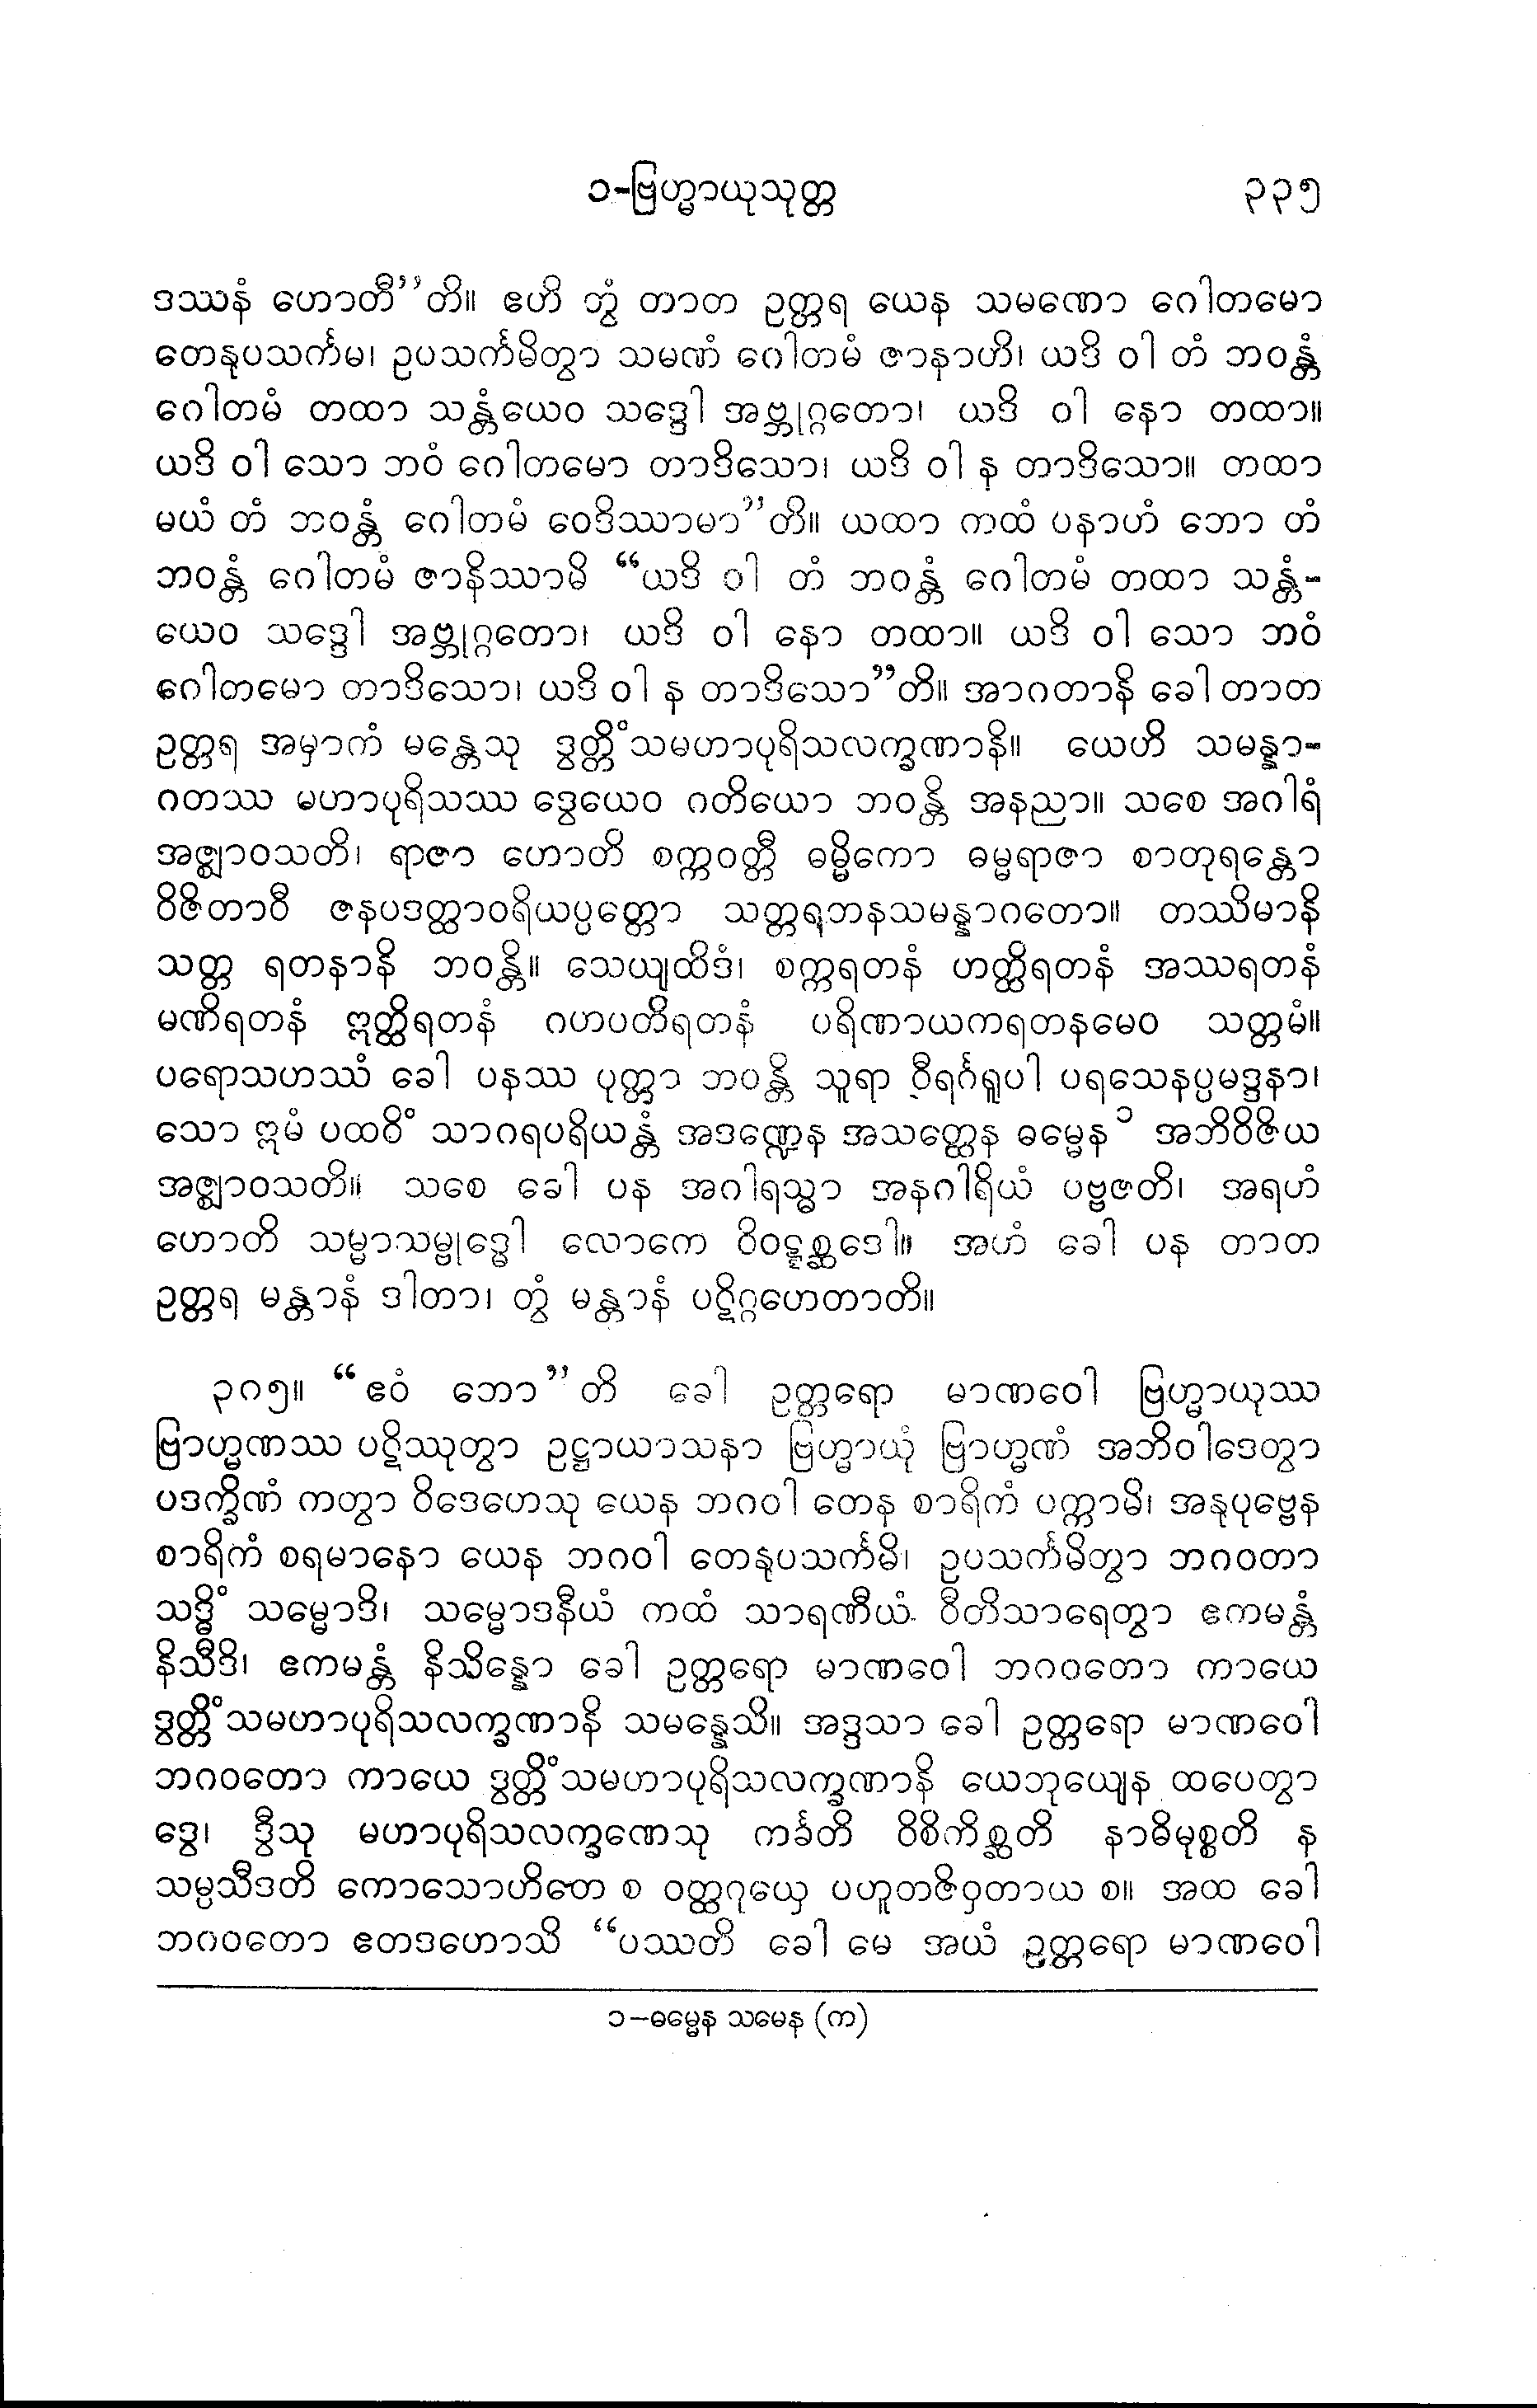 ၁-ဗြဟ္မာယုသုတ္တ ၃၃၅
ဒဿနံ ဟောတီ”တိ။ ဧဟိ တွံ တာတ ဥတ္တရ ယေန သမဏော ဂေါတမော
တေနုပသင်္ကမ၊ ဥပသင်္ကမိတွာ သမဏံ ဂေါတမံ ဇာနာဟိ၊ ယဒိ ဝါ တံ ဘဝန္တံ
ဂေါတမံ တထာ သန္တံယေဝ သဒ္ဒေါ အဗ္ဘုဂ္ဂတော၊ ယဒိ ဝါ နော တထာ။
ယဒိ ဝါ သော ဘဝံ ဂေါတမော တာဒိသော၊ ယဒိ ဝါ န တာဒိသော။ တထာ
မယံ တံ ဘဝန္တံ ဂေါတမံ ဝေဒိဿာမာ”တိ။ ယထာ ကထံ ပနာဟံ ဘော တံ
ဘဝန္တံ ဂေါတမံ ဇာနိဿာမိ “ယဒိ ဝါ တံ ဘဝန္တံ ဂေါတမံ တထာ သန္တံ-
ယေဝ သဒ္ဒေါ အဗ္ဘုဂ္ဂတော၊ ယဒိ ဝါ နော တထာ။ ယဒိ ဝါ သော ဘဝံ
ဂေါတမော တာဒိသော၊ ယဒိ ဝါ န တာဒိသော”တိ။ အာဂတာနိ ခေါ တာတ
ဥတ္တရ အမှာကံ မန္တေသု ဒွတ္တိံသမဟာပုရိသလက္ခဏာနိ။ ယေဟိ သမန္နာ-
ဂတဿ မဟာပုရိသဿ ဒွေယေဝ ဂတိယော ဘဝန္တိ အနညာ။ သစေ အဂါရံ
အဇ္ဈာဝသတိ၊ ရာဇာ ဟောတိ စက္ကဝတ္တီ ဓမ္မိကော ဓမ္မရာဇာ စာတုရန္တော
ဝိဇိတာဝီ ဇနပဒတ္ထာဝရိယပ္ပတ္တော သတ္တရတနသမန္နာဂတော။ တဿိမာနိ
သတ္တ ရတနာနိ ဘဝန္တိ။ သေယျထိဒံ၊ စက္ကရတနံ ဟတ္ထိရတနံ အဿရတနံ
မဏိရတနံ ဣတ္ထိရတနံ ဂဟပတိရတနံ ပရိဏာယကရတနမေဝ သတ္တမံ။
ပရောသဟဿံ ခေါ ပနဿ ပုတ္တာ ဘဝန္တိ သူရာ ဝီရင်္ဂရူပါ ပရသေနပ္ပမဒ္ဒနာ၊
သော ဣမံ ပထဝိံ သာဂရပရိယန္တံ အဒဏ္ဍေန အသတ္ထေန ဓမ္မေန၁ အဘိဝိဇိယ
အဇ္ဈာဝသတိ။ သစေ ခေါ ပန အဂါရသ္မာ အနဂါရိယံ ပဗ္ဗဇတိ၊ အရဟံ
ဟောတိ သမ္မာသမ္ဗုဒ္ဓေါ လောကေ ဝိဝဋ္ဋစ္ဆဒေါ။ အဟံ ခေါ ပန တာတ
ဥတ္တရ မန္တာနံ ဒါတာ၊ တွံ မန္တာနံ ပဋိဂ္ဂဟေတာတိ။
၃၈၅။ “ဧဝံ ဘော”တိ ခေါ ဥတ္တရော မာဏဝေါ ဗြဟ္မာယုဿ
ဗြာဟ္မဏဿ ပဋိဿုတွာ ဥဋ္ဌာယာသနာ ဗြဟ္မာယုံ ဗြာဟ္မဏံ အဘိဝါဒေတွာ
ပဒက္ခိဏံ ကတွာ ဝိဒေဟေသု ယေန ဘဂဝါ တေန စာရိကံ ပက္ကာမိ၊ အနုပုဗ္ဗေန
စာရိကံ စရမာနော ယေန ဘဂဝါ တေနုပသင်္ကမိ၊ ဥပသင်္ကမိတွာ ဘဂဝတာ
သဒ္ဓိံ သမ္မောဒိ၊ သမ္မောဒနီယံ ကထံ သာရဏီယံ ဝီတိသာရေတွာ ဧကမန္တံ
နိသီဒိ၊ ဧကမန္တံ နိသိန္နော ခေါ ဥတ္တရော မာဏဝေါ ဘဂဝတော ကာယေ
ဒွတ္တိံသမဟာပုရိသလက္ခဏာနိ သမန္နေသိ။ အဒ္ဒသာ ခေါ ဥတ္တရော မာဏဝေါ
ဘဂဝတော ကာယေ ဒွတ္တိံသမဟာပုရိသလက္ခဏာနိ ယေဘုယျေန ထပေတွာ
ဒွေ၊ ဒွီသု မဟာပုရိသလက္ခဏေသု ကင်္ခတိ ဝိစိကိစ္ဆတိ နာဓိမုစ္စတိ န
သမ္ပသီဒတိ ကောသောဟိတေ စ ဝတ္ထဂုယှေ ပဟူတဇိဝှတာယ စ။ အထ ခေါ
ဘဂဝတော ဧတဒဟောသိ “ပဿတိ ခေါ မေ အယံ ဥတ္တရော မာဏဝေါ
၁-ဓမ္မေန သမေန (က)